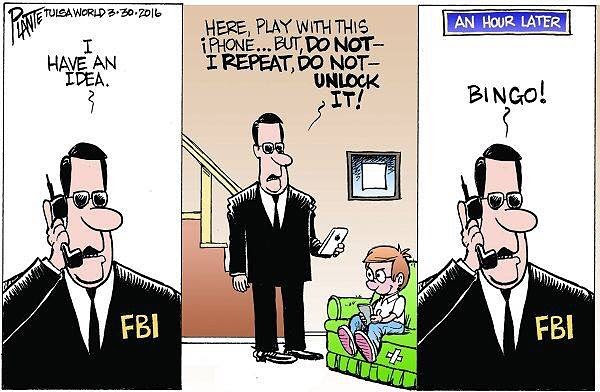 PLANTE TULSA WORLD 3-30-2016
I
HAVE AN
IDEA.
FBI
HERE, PLAY WITH THIS
iPHONE... BUT, DO NOT—
I REPEAT, DO NOT—
UNLOCK
IT!
AN HOUR LATER
BINGO!
FBI